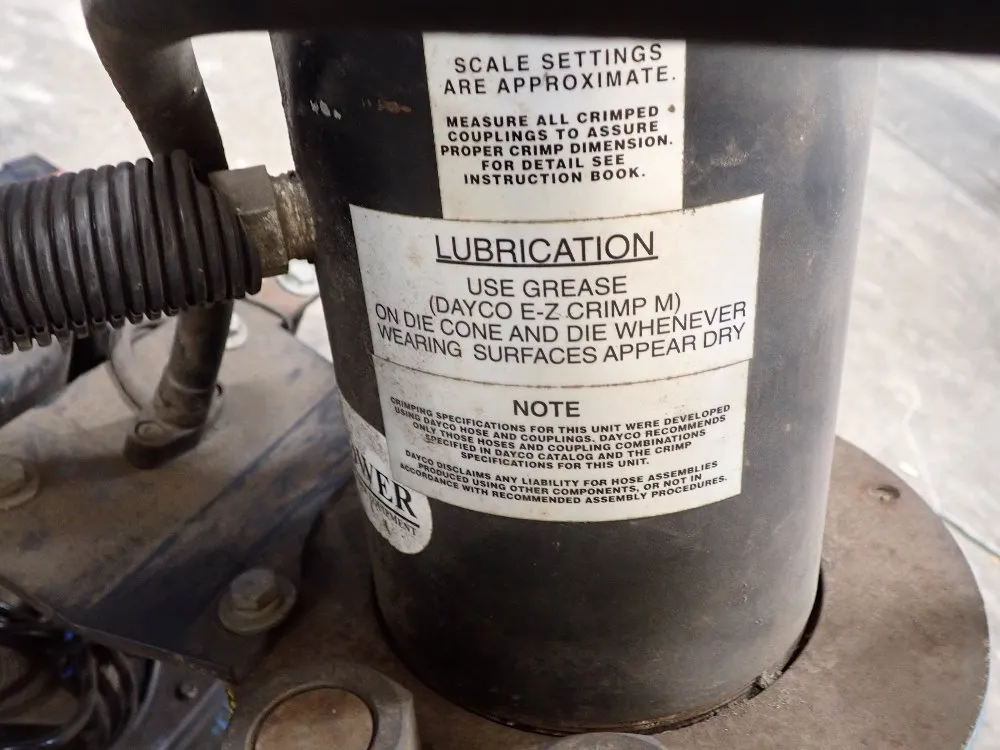 SCALE SETTINGS
ARE APPROXIMATE.
MEASURE ALL CRIMPED
COUPLINGS TO ASSURE
PROPER CRIMP DIMENSION.
FOR DETAIL SEE
INSTRUCTION BOOK.
LUBRICATION
USE GREASE
(DAYCO E-Z CRIMP M)
ON DIE CONE AND DIE WHENEVER
WEARING SURFACES APPEAR DRY
NOTE
CRIMPING SPECIFICATIONS FOR THIS UNIT WERE DEVELOPED
USING DAYCO HOSE AND COUPLINGS. DAYCO RECOMMENDS
ONLY THOSE HOSES AND COUPLING COMBINATIONS
SPECIFIED IN DAYCO CATALOG AND THE CRIMP
SPECIFICATIONS FOR THIS UNIT.
DAYCO DISCLAIMS ANY LIABILITY FOR HOSE ASSEMBLIES
PRODUCED USING OTHER COMPONENTS, OR NOT IN
ACCORDANCE WITH RECOMMENDED ASSEMBLY PROCEDURES.